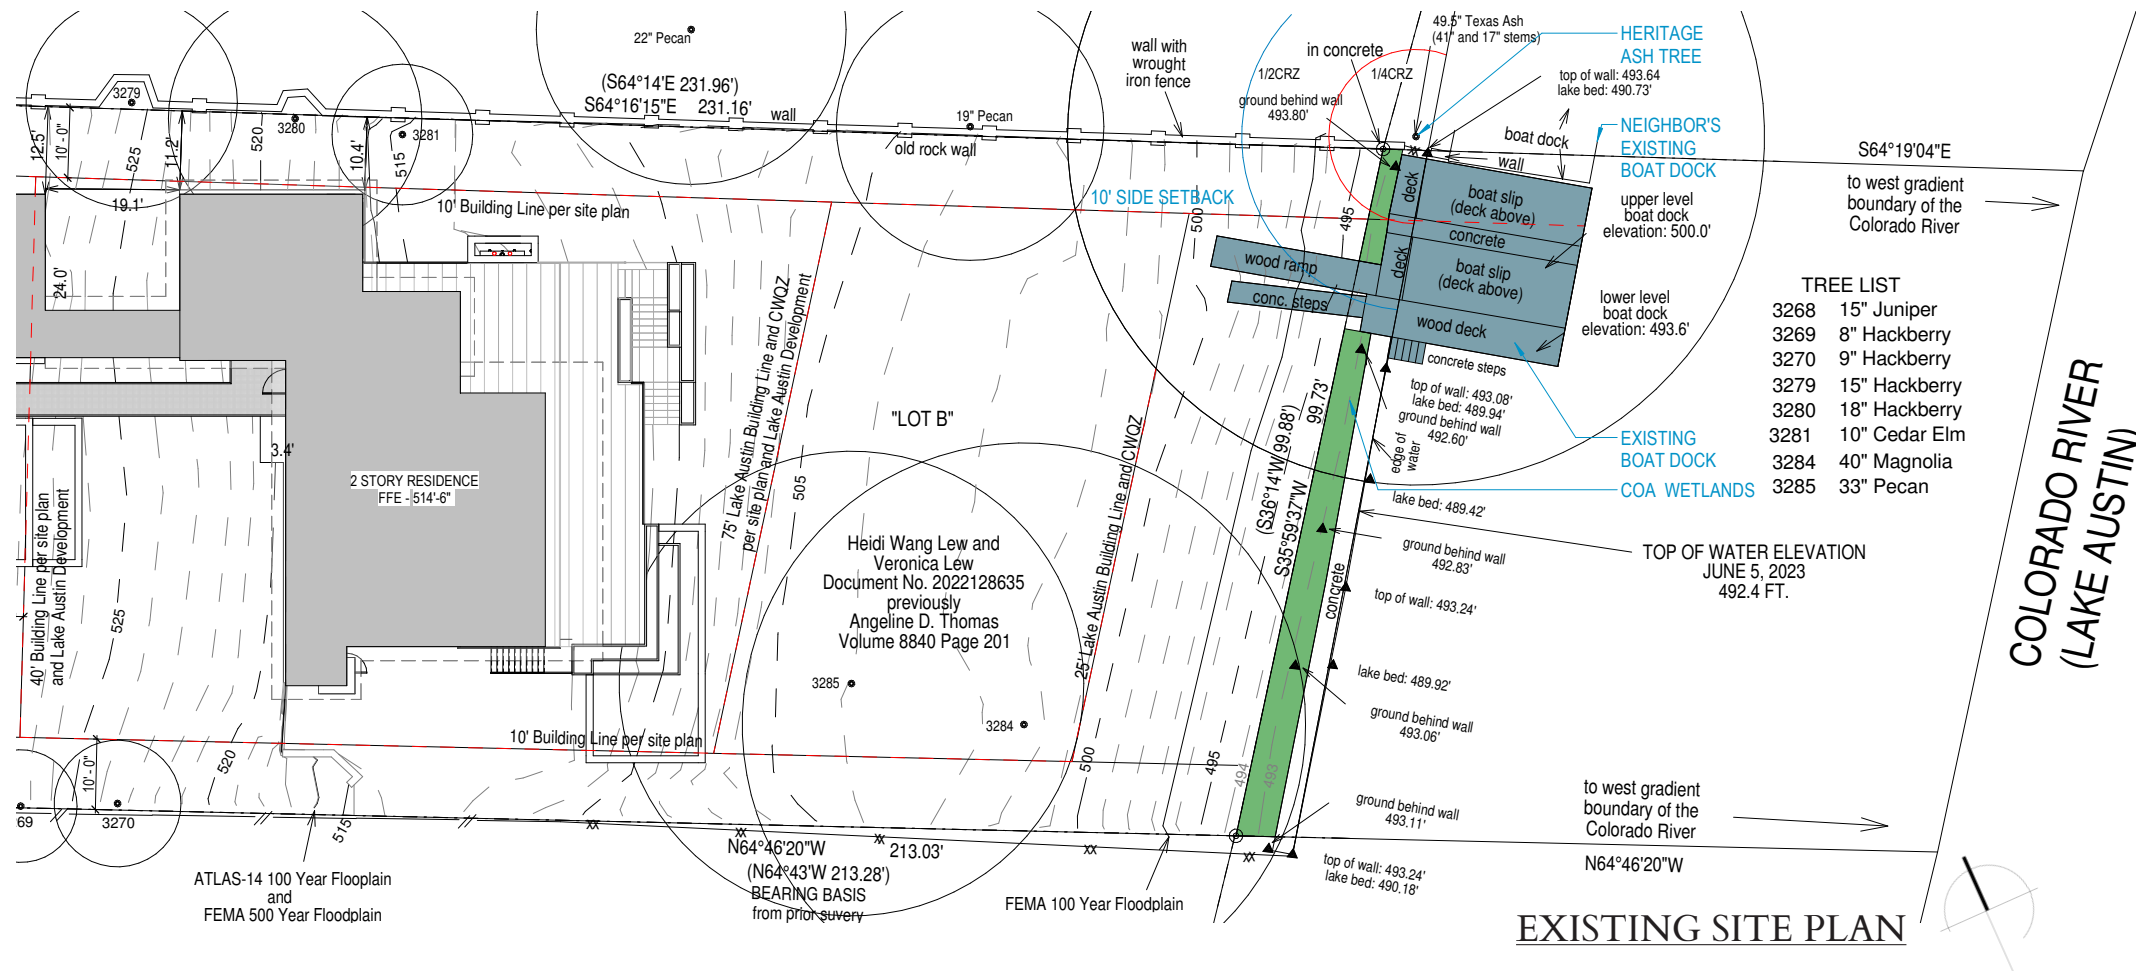 22" Pecan
(S64°14'E 231.96')
S64°16'15"E 231.16'
wall
3279
3280
3281
12.5'
10'-0"
11.2'
10.4'
525
520
515
19.1'
24.0'
10' Building Line per site plan
19" Pecan
old rock wall
wall with
wrought
iron fence
in concrete
1/2CRZ
1/4CRZ
ground behind wall
493.80'
49.5" Texas Ash
(41" and 17" stems)
HERITAGE
ASH TREE
top of wall: 493.64
lake bed: 490.73'
boat dock
wall
NEIGHBOR'S
EXISTING
BOAT DOCK
S64°19'04"E
to west gradient
boundary of the
Colorado River
upper level
boat dock
elevation: 500.0'
10' SIDE SETBACK
500
495
deck
boat slip
(deck above)
concrete
deck
boat slip
(deck above)
wood ramp
conc. steps
wood deck
lower level
boat dock
elevation: 493.6'
concrete steps
TREE LIST
3268 15" Juniper
3269 8" Hackberry
3270 9" Hackberry
3279 15" Hackberry
3280 18" Hackberry
3281 10" Cedar Elm
3284 40" Magnolia
3285 33" Pecan
top of wall: 493.08'
lake bed: 489.94'
ground behind wall
492.60'
edge of
water
EXISTING
BOAT DOCK
COA WETLANDS
lake bed: 489.42'
75' Lake Austin Building Line and CWQZ
per site plan and Lake Austin Development
"LOT B"
25' Lake Austin Building Line and CWQZ
(S36°14'W 99.88')
99.73'
S35°59'37"W
3.4'
2 STORY RESIDENCE
FFE - 514'-6"
505
40' Building Line per site plan
and Lake Austin Development
525
Heidi Wang Lew and
Veronica Lew
Document No. 2022128635
previously
Angeline D. Thomas
Volume 8840 Page 201
ground behind wall
492.83'
TOP OF WATER ELEVATION
JUNE 5, 2023
492.4 FT.
concrete
top of wall: 493.24'
COLORADO RIVER
(LAKE AUSTIN)
3285
3284
lake bed: 489.92'
ground behind wall
493.06'
10' Building Line per site plan
520
10'-0"
500
495
494
493
69
3270
515
ground behind wall
493.11'
to west gradient
boundary of the
Colorado River
N64°46'20"W 213.03'
(N64°43'W 213.28')
BEARING BASIS
from prior suvery
N64°46'20"W
top of wall: 493.24'
lake bed: 490.18'
ATLAS-14 100 Year Flooplain
and
FEMA 500 Year Floodplain
FEMA 100 Year Floodplain
EXISTING SITE PLAN